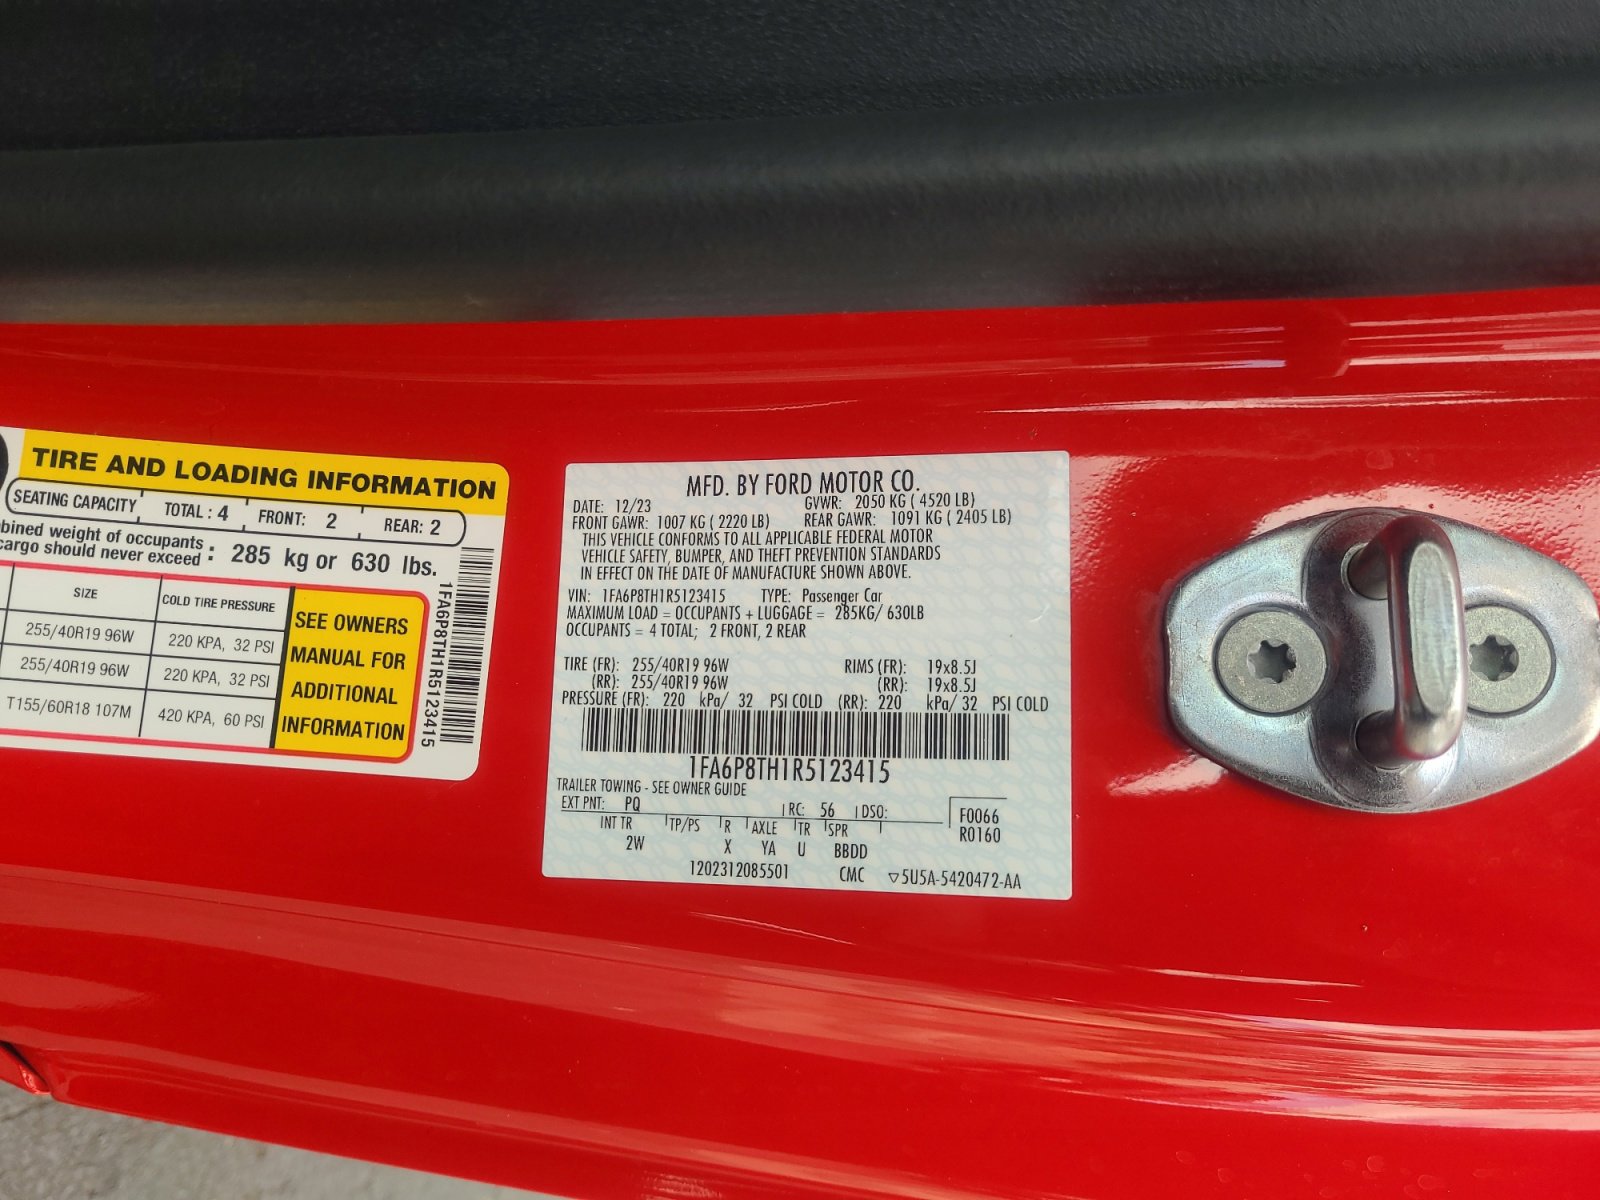 TIRE AND LOADING INFORMATION
SEATING CAPACITY TOTAL : 4 FRONT: 2 REAR: 2
weight of occupants
cargo should never exceed : 285 kg or 630 lbs.
SIZE COLD TIRE PRESSURE
255/40R19 96W 220 KPA, 32 PSI
255/40R19 96W 220 KPA, 32 PSI
T155/60R18 107M 420 KPA, 60 PSI
SEE OWNERS
MANUAL FOR
ADDITIONAL
INFORMATION
1FA6P8TH1R5123415
MFD. BY FORD MOTOR CO.
DATE: 12/23 GVWR: 2050 KG ( 4520 LB)
FRONT GAWR: 1007 KG ( 2220 LB) REAR GAWR: 1091 KG ( 2405 LB)
THIS VEHICLE CONFORMS TO ALL APPLICABLE FEDERAL MOTOR
VEHICLE SAFETY, BUMPER, AND THEFT PREVENTION STANDARDS
IN EFFECT ON THE DATE OF MANUFACTURE SHOWN ABOVE.
VIN: 1FA6P8TH1R5123415 TYPE: Passenger Car
MAXIMUM LOAD = OCCUPANTS + LUGGAGE = 285KG/ 630LB
OCCUPANTS = 4 TOTAL; 2 FRONT, 2 REAR
TIRE (FR): 255/40R19 96W RIMS (FR): 19x8.5J
(RR): 255/40R19 96W (RR): 19x8.5J
PRESSURE (FR): 220 kPa/ 32 PSI COLD (RR): 220 kPa/ 32 PSI COLD
1FA6P8TH1R5123415
TRAILER TOWING - SEE OWNER GUIDE
EXT PNT: PQ RC: 56 DSO: F0066
R0160
INT TR TP/PS R AXLE TR SPR
2W X YA U BBDD
1202312085501 CMC ▽5U5A-5420472-AA